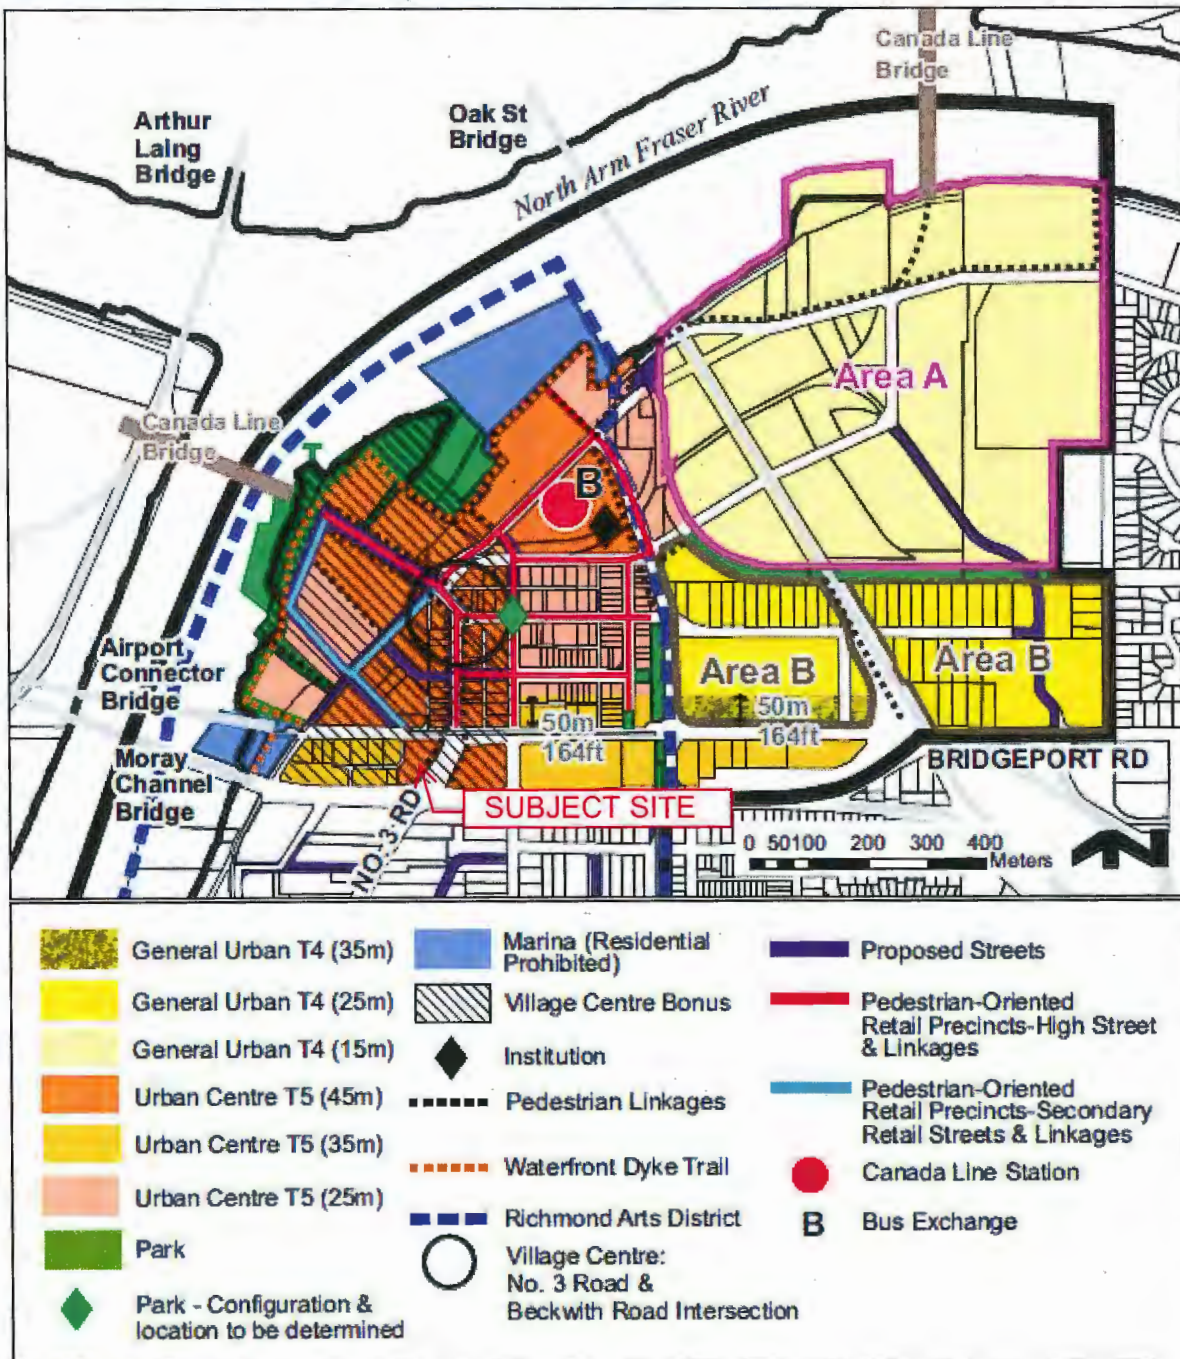 Canada Line
Bridge
Arthur
Laing
Bridge
Oak St
Bridge
North Arm Fraser River
Canada Line
Bridge
Area A
B
Airport
Connector
Bridge
Area B
Area B
50m
164ft
50m
164ft
Moray
Channel
Bridge
BRIDGEPORT RD
SUBJECT SITE
NO. 3 RD
0 50100 200 300 400
Meters
General Urban T4 (35m)
General Urban T4 (25m)
General Urban T4 (15m)
Urban Centre T5 (45m)
Urban Centre T5 (35m)
Urban Centre T5 (25m)
Park
Park - Configuration &
location to be determined
Marina (Residential
Prohibited)
Village Centre Bonus
Institution
Pedestrian Linkages
Waterfront Dyke Trail
Richmond Arts District
Village Centre:
No. 3 Road &
Beckwith Road Intersection
Proposed Streets
Pedestrian-Oriented
Retail Precincts-High Street
& Linkages
Pedestrian-Oriented
Retail Precincts-Secondary
Retail Streets & Linkages
Canada Line Station
B Bus Exchange